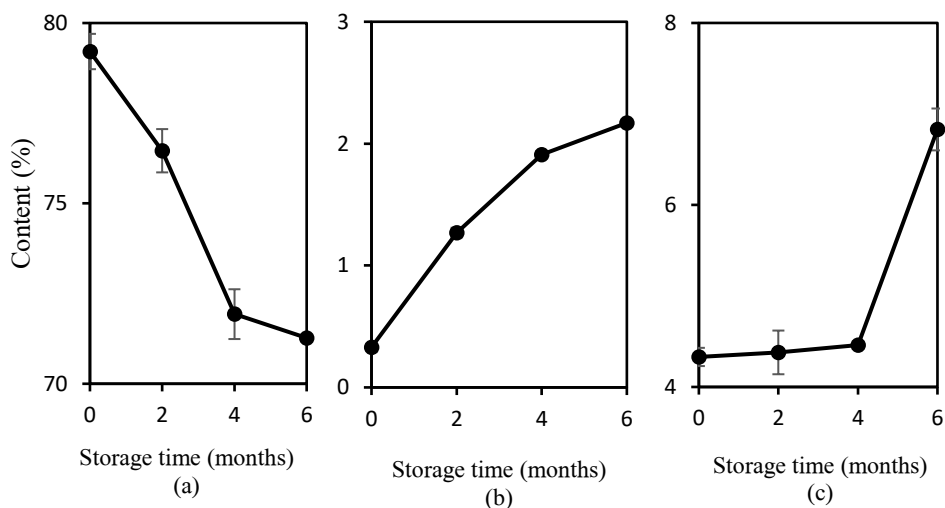 Content (%)
80
75
70
0 2 4 6
Storage time (months)
(a)
3
2
1
0
0 2 4 6
Storage time (months)
(b)
8
6
4
0 2 4 6
Storage time (months)
(c)